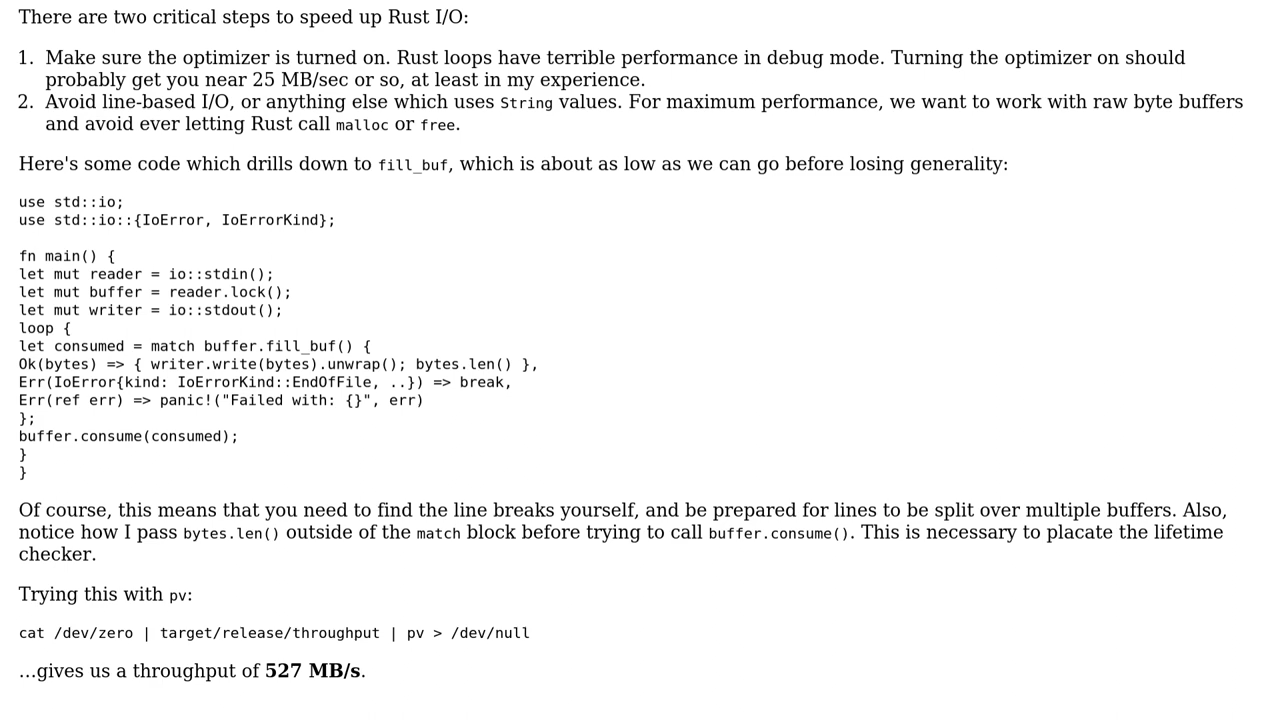 There are two critical steps to speed up Rust I/O:
1. Make sure the optimizer is turned on. Rust loops have terrible performance in debug mode. Turning the optimizer on should
probably get you near 25 MB/sec or so, at least in my experience.
2. Avoid line-based I/O, or anything else which uses String values. For maximum performance, we want to work with raw byte buffers
and avoid ever letting Rust call malloc or free.
Here's some code which drills down to fill_buf, which is about as low as we can go before losing generality:
use std::io;
use std::io::{IoError, IoErrorKind};
fn main() {
let mut reader = io::stdin();
let mut buffer = reader.lock();
let mut writer = io::stdout();
loop {
let consumed = match buffer.fill_buf() {
Ok(bytes) => { writer.write(bytes).unwrap(); bytes.len() },
Err(IoError{kind: IoErrorKind::EndOfFile, ..}) => break,
Err(ref err) => panic!("Failed with: {}", err)
};
buffer.consume(consumed);
}
}
Of course, this means that you need to find the line breaks yourself, and be prepared for lines to be split over multiple buffers. Also,
notice how I pass bytes.len() outside of the match block before trying to call buffer.consume(). This is necessary to placate the lifetime
checker.
Trying this with pv:
cat /dev/zero | target/release/throughput | pv > /dev/null
…gives us a throughput of 527 MB/s.